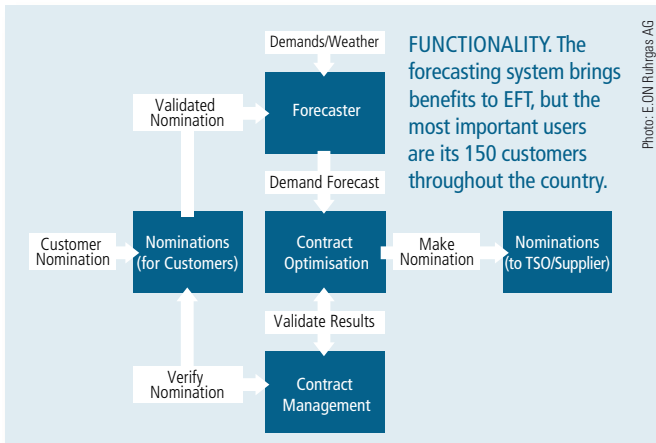 Demands/Weather
FUNCTIONALITY. The
forecasting system brings
benefits to EFT, but the
most important users
are its 150 customers
throughout the country.
Photo: E.ON Ruhrgas AG
Validated
Nomination
Forecaster
Demand Forecast
Customer
Nomination
Nominations
(for Customers)
Contract
Optimisation
Make
Nomination
Nominations
(to TSO/Supplier)
Validate Results
Verify
Nomination
Contract
Management